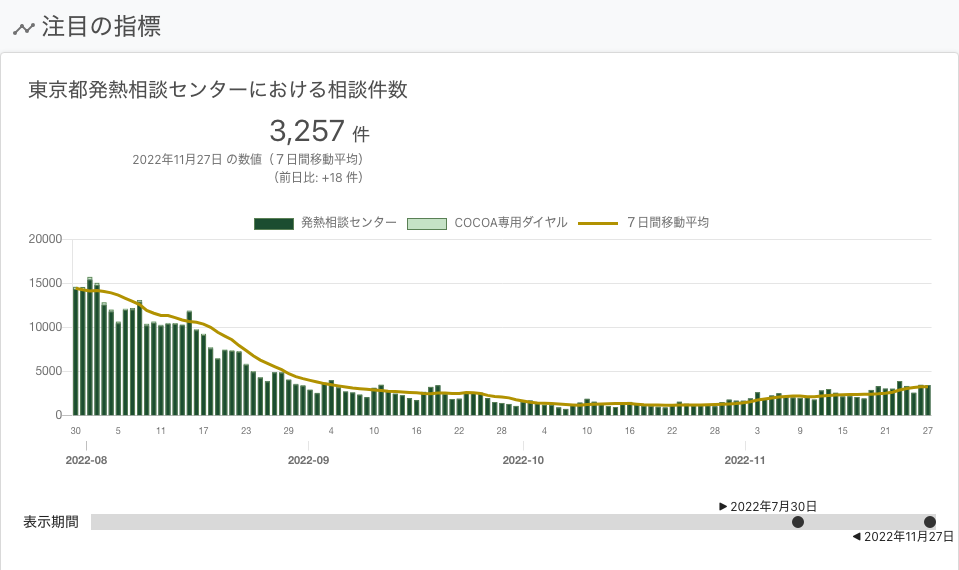 注目の指標
東京都発熱相談センターにおける相談件数
3,257 件
2022年11月27日 の数値（７日間移動平均）
（前日比: +18 件）
発熱相談センター COCOA専用ダイヤル ７日間移動平均
20000
15000
10000
5000
0
30 5 11 17 23 29 4 10 16 22 28 4 10 16 22 28 3 9 15 21 27
2022-08 2022-09 2022-10 2022-11
▶ 2022年7月30日
表示期間
◀ 2022年11月27日